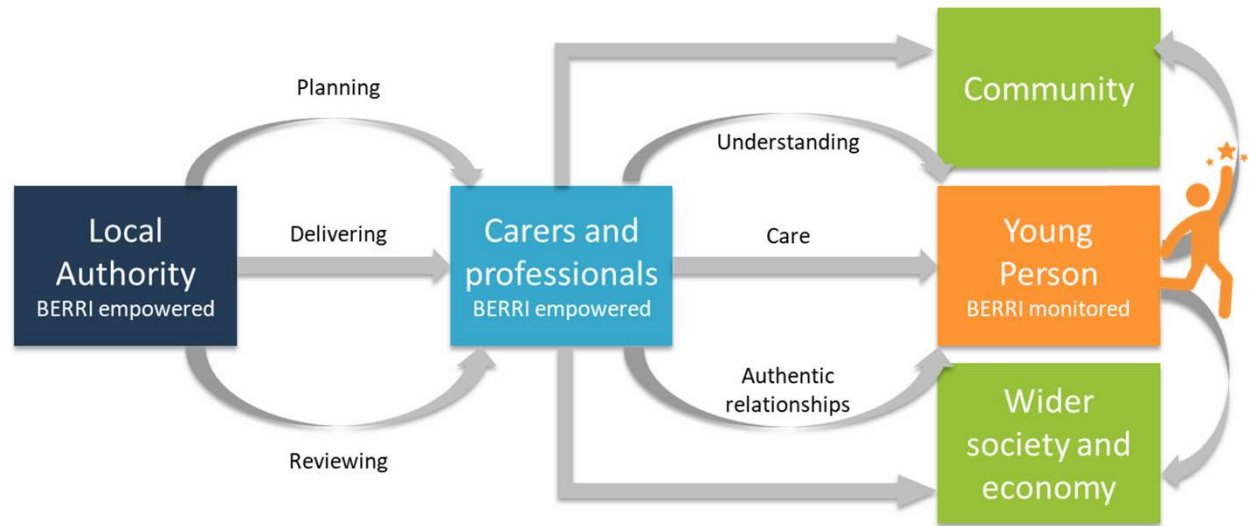 Planning
Delivering
Reviewing
Local
Authority
BERRI empowered
Carers and
professionals
BERRI empowered
Understanding
Care
Authentic
relationships
Community
Young
Person
BERRI monitored
Wider
society and
economy